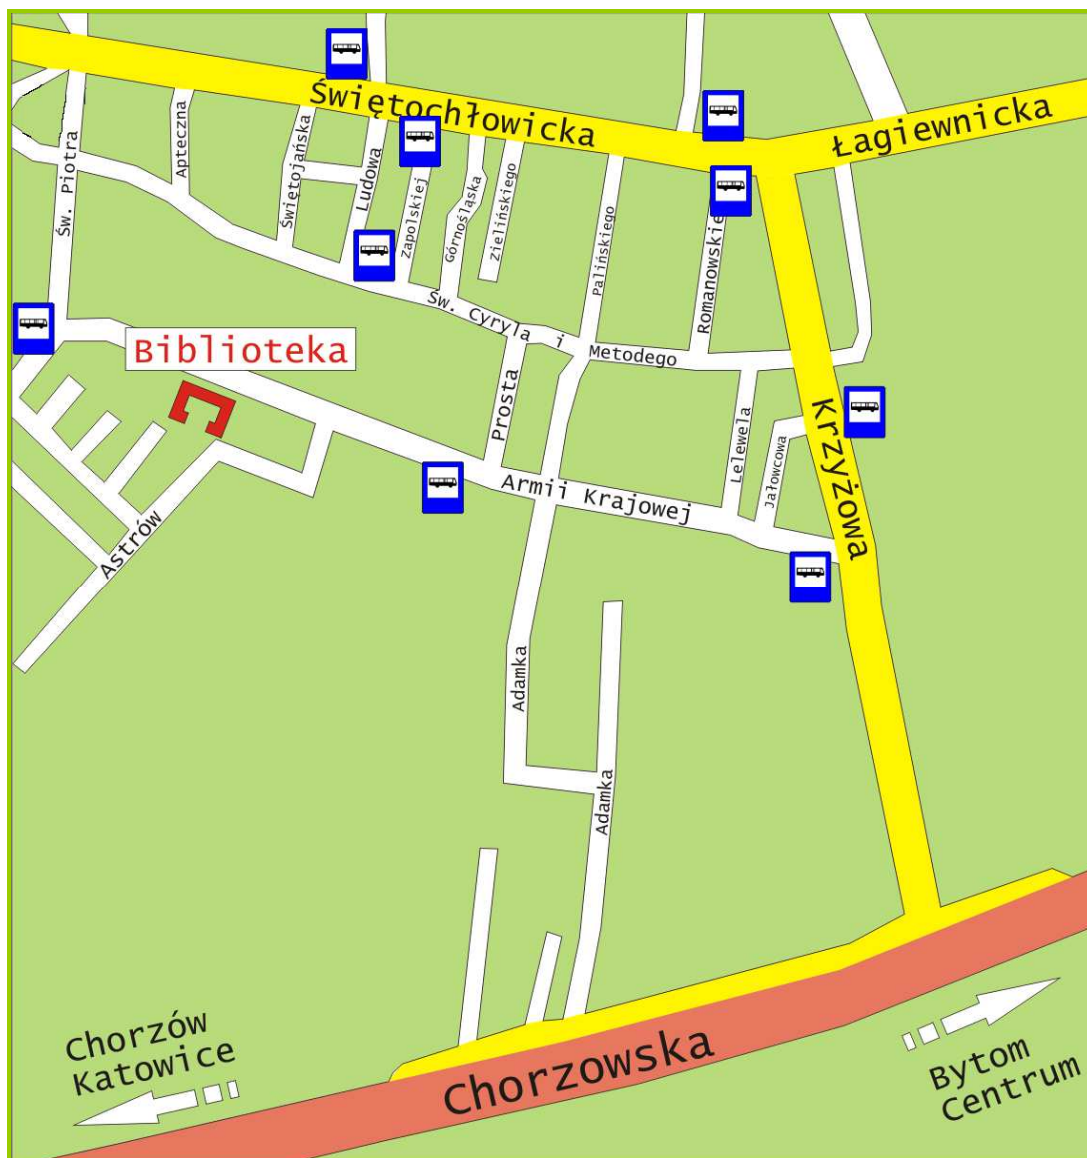 Świętochłowicka
Łagiewnicka
Apteczna
Św. Piotra
Świętojańska
Ludowa
Zapolskiej
Górnośląska
Zielińskiego
Palińskiego
Romanowskie
Św. Cyryla i Metodego
Biblioteka
Prosta
Lelewela
Jałowcowa
Krzyżowa
Armii Krajowej
Astrów
Adamka
Adamka
Chorzów
Katowice
Chorzowska
Bytom
Centrum